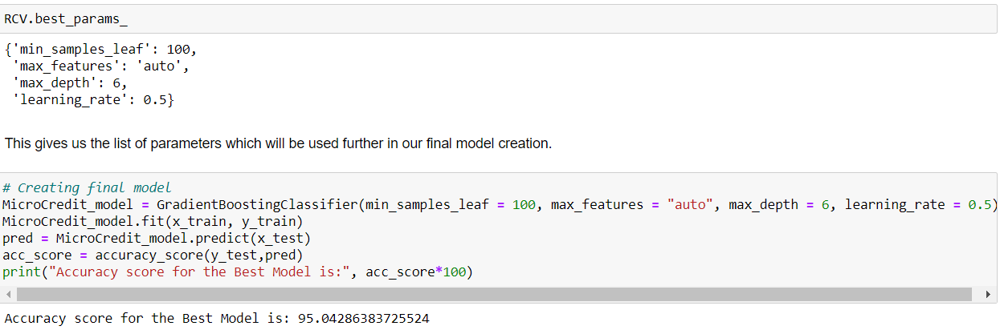 RCV.best_params_
{'min_samples_leaf': 100,
 'max_features': 'auto',
 'max_depth': 6,
 'learning_rate': 0.5}
This gives us the list of parameters which will be used further in our final model creation.
# Creating final model
MicroCredit_model = GradientBoostingClassifier(min_samples_leaf = 100, max_features = "auto", max_depth = 6, learning_rate = 0.5)
MicroCredit_model.fit(x_train, y_train)
pred = MicroCredit_model.predict(x_test)
acc_score = accuracy_score(y_test,pred)
print("Accuracy score for the Best Model is:", acc_score*100)
Accuracy score for the Best Model is: 95.04286383725524